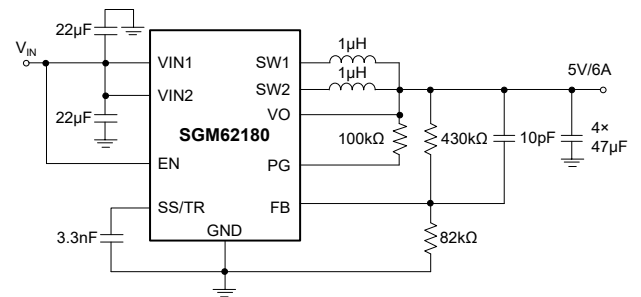 22μF
V_IN
22μF
VIN1
VIN2
EN
SS/TR
3.3nF
SGM62180
GND
SW1
SW2
VO
PG
FB
1μH
1μH
100kΩ
430kΩ
10pF
82kΩ
5V/6A
4×
47μF